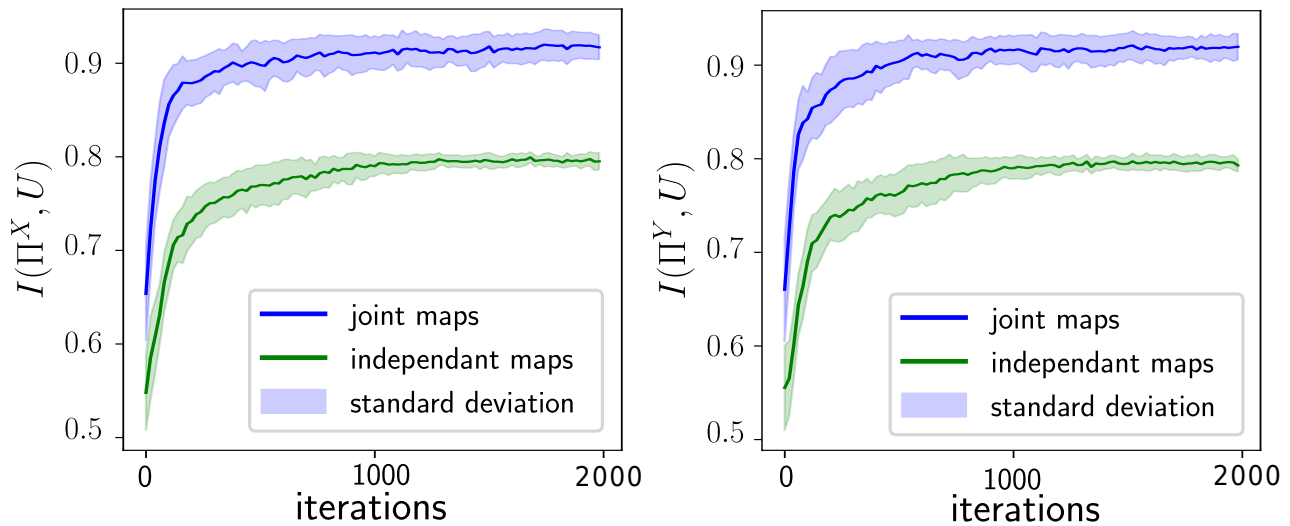 I(Π^X, U)
0.9
0.8
0.7
0.6
0.5
joint maps
independant maps
standard deviation
0 1000 2000
iterations
I(Π^Y, U)
0.9
0.8
0.7
0.6
0.5
joint maps
independant maps
standard deviation
0 1000 2000
iterations